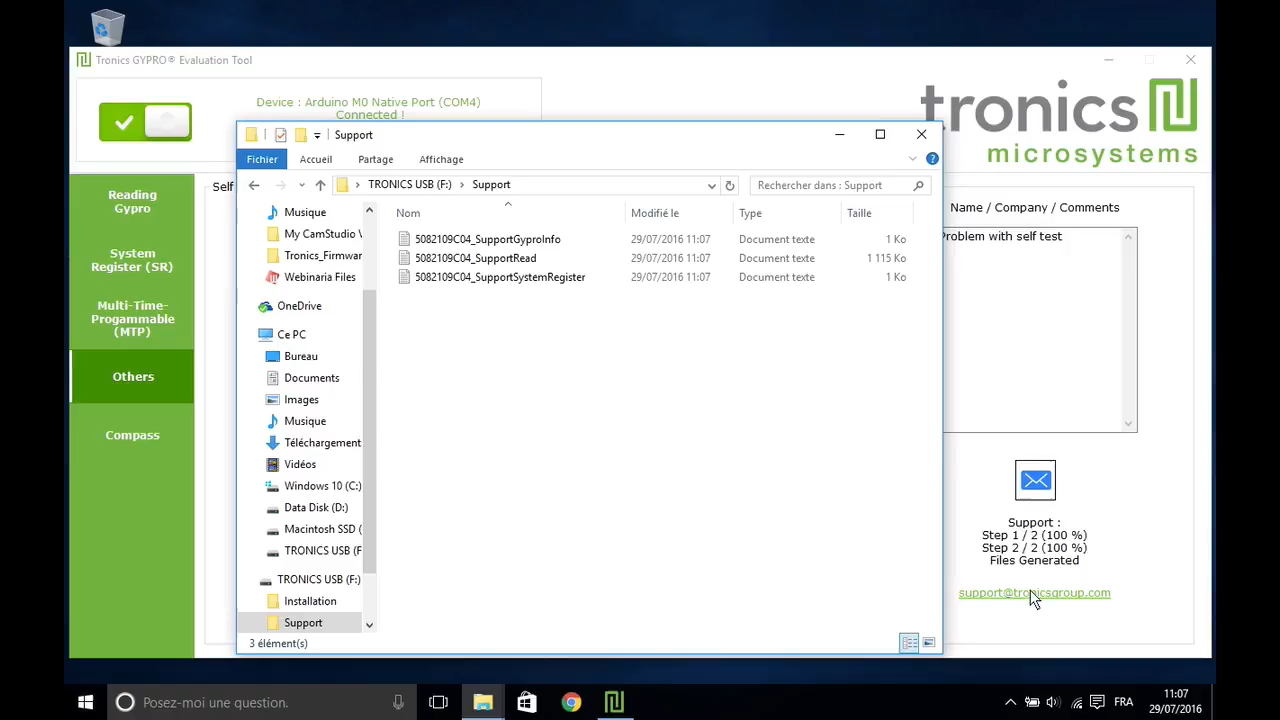 Tronics GYPRO® Evaluation Tool
Device : Arduino M0 Native Port (COM4)
Connected !
tronics
microsystems
Support
Fichier
Accueil
Partage
Affichage
TRONICS USB (F:)
Support
Rechercher dans : Support
Reading
Gypro
System
Register (SR)
Multi-Time-
Progammable
(MTP)
Others
Compass
Self
Musique
My CamStudio V
Tronics_Firmwar
Webinaria Files
OneDrive
Ce PC
Bureau
Documents
Images
Musique
Téléchargement
Vidéos
Windows 10 (C:)
Data Disk (D:)
Macintosh SSD (
TRONICS USB (F
TRONICS USB (F:)
Installation
Support
Nom
Modifié le
Type
Taille
5082109C04_SupportGyproInfo
29/07/2016 11:07
Document texte
1 Ko
5082109C04_SupportRead
29/07/2016 11:07
Document texte
1 115 Ko
5082109C04_SupportSystemRegister
29/07/2016 11:07
Document texte
1 Ko
3 élément(s)
Name / Company / Comments
Problem with self test
Support :
Step 1 / 2 (100 %)
Step 2 / 2 (100 %)
Files Generated
support@tronicsgroup.com
Posez-moi une question.
FRA
11:07
29/07/2016